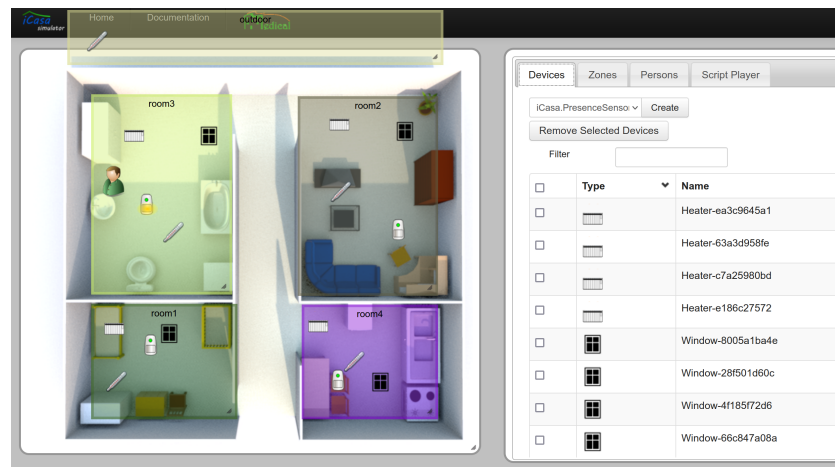 iCasa
simulator
Home
Documentation
outdoor
Medical
room3
room2
room1
room4
Devices
Zones
Persons
Script Player
iCasa.PresenceSensor
Create
Remove Selected Devices
Filter
Type
Name
Heater-ea3c9645a1
Heater-63a3d958fe
Heater-c7a25980bd
Heater-e186c27572
Window-8005a1ba4e
Window-28f501d60c
Window-4f185f72d6
Window-66c847a08a